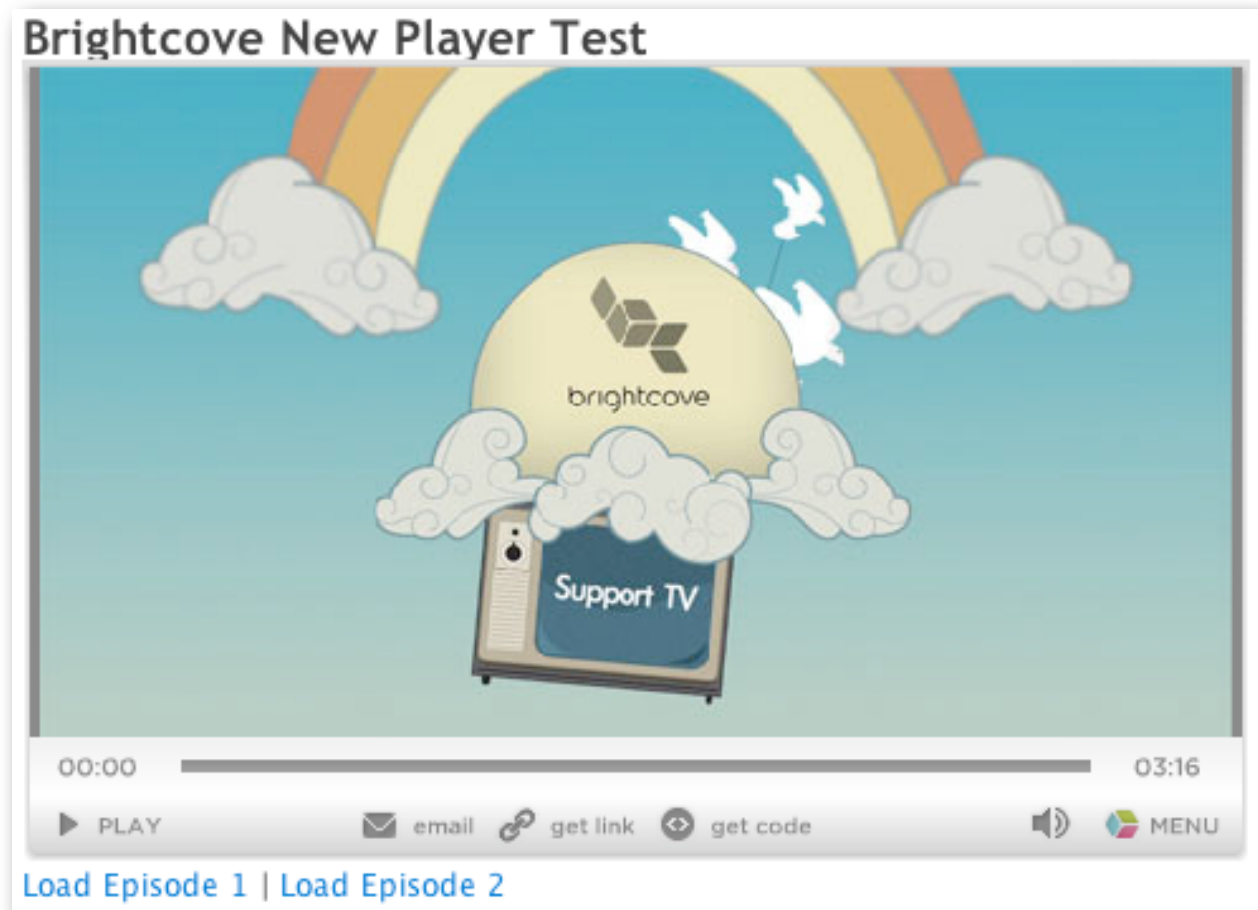 Brightcove New Player Test
brightcove
Support TV
00:00 03:16
PLAY email get link get code MENU
Load Episode 1 | Load Episode 2